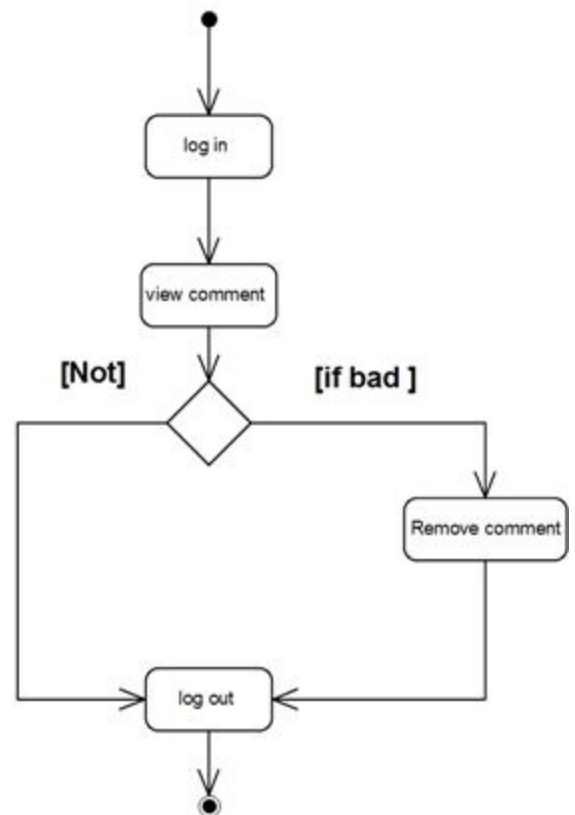 log in
view comment
[Not]
[if bad ]
Remove comment
log out